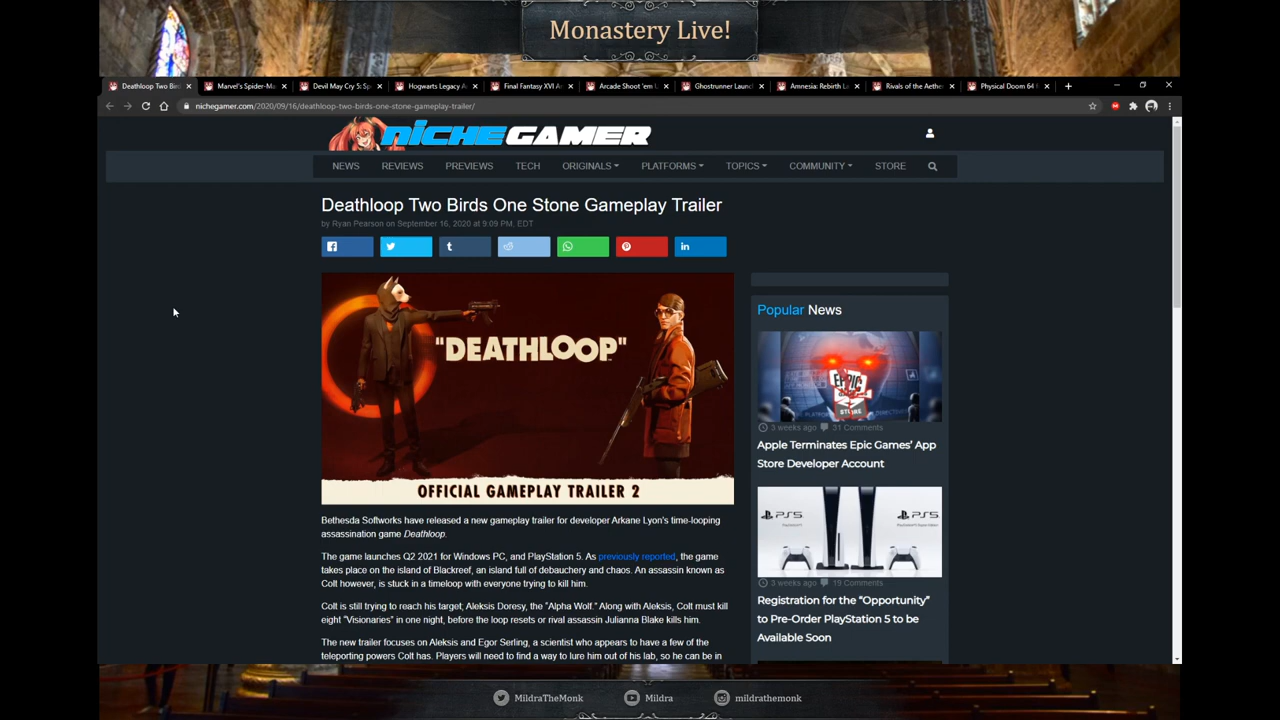 Monastery Live!
Deathloop Two Bir
Marvel's Spider-Ma
Devil May Cry 5: Sp
Hogwarts Legacy A
Final Fantasy XVI A
Arcade Shoot 'em U
Ghostrunner Launc
Amnesia: Rebirth L
Rivals of the Aethe
Physical Doom 64 f
nichegamer.com/2020/09/16/deathloop-two-birds-one-stone-gameplay-trailer/
NICHEGAMER
NEWS REVIEWS PREVIEWS TECH ORIGINALS PLATFORMS TOPICS COMMUNITY STORE
Deathloop Two Birds One Stone Gameplay Trailer
by Ryan Pearson on September 16, 2020 at 9:09 PM, EDT
"DEATHLOOP"
OFFICIAL GAMEPLAY TRAILER 2
Bethesda Softworks have released a new gameplay trailer for developer Arkane Lyon's time-looping
assassination game Deathloop.
The game launches Q2 2021 for Windows PC, and PlayStation 5. As previously reported, the game
takes place on the island of Blackreef, an island full of debauchery and chaos. An assassin known as
Colt however, is stuck in a timeloop with everyone trying to kill him.
Colt is still trying to reach his target; Aleksis Doresy, the "Alpha Wolf." Along with Aleksis, Colt must kill
eight "Visionaries" in one night, before the loop resets or rival assassin Julianna Blake kills him.
The new trailer focuses on Aleksis and Egor Serling, a scientist who appears to have a few of the
teleporting powers Colt has. Players will need to find a way to lure him out of his lab, so he can be in
Popular News
EPIC
STORE
3 weeks ago 31 Comments
Apple Terminates Epic Games' App
Store Developer Account
PS5
PS5
3 weeks ago 19 Comments
Registration for the "Opportunity"
to Pre-Order PlayStation 5 to be
Available Soon
MildraTheMonk
Mildra
mildrathemonk